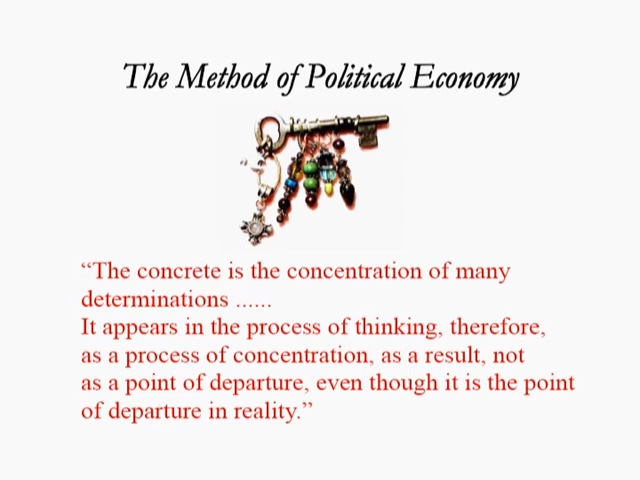 The Method of Political Economy
“The concrete is the concentration of many
determinations ......
It appears in the process of thinking, therefore,
as a process of concentration, as a result, not
as a point of departure, even though it is the point
of departure in reality.”